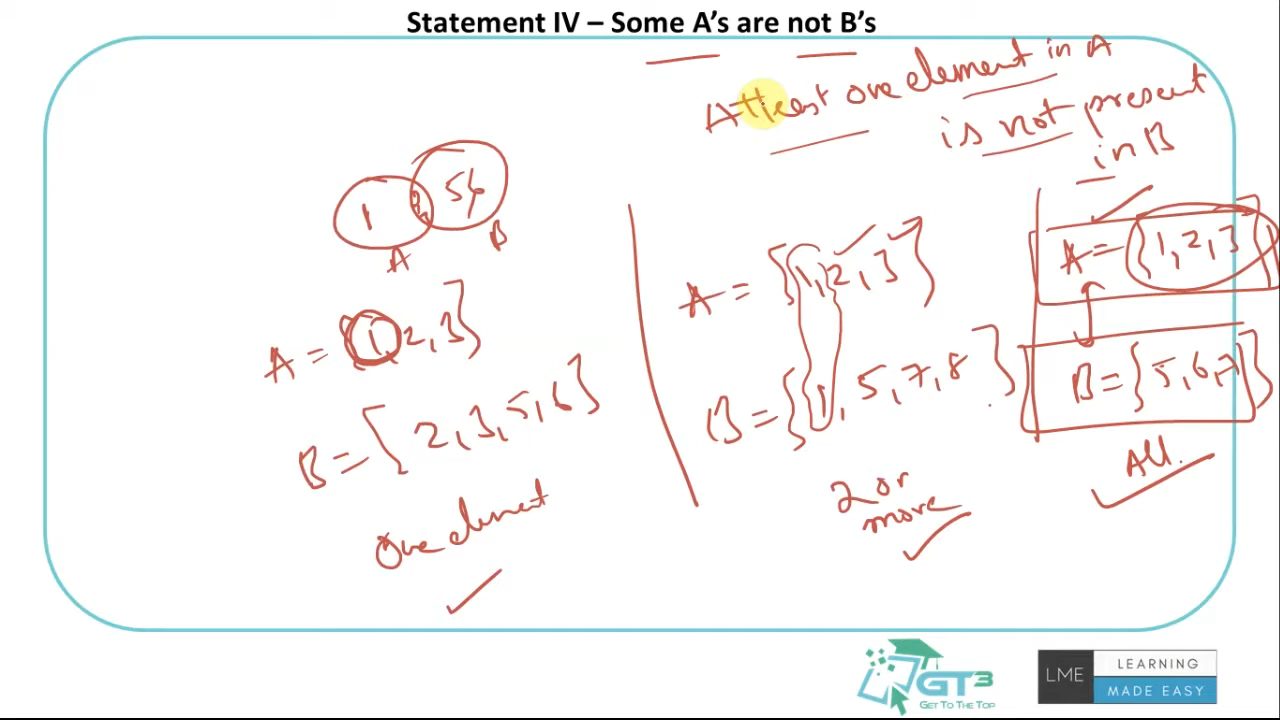 Statement IV – Some A's are not B's
Atleast one element in A
is not present
in B
1 54
A
B
A = {1, 2, 3}
B = {2, 3, 5, 6}
one element
A = {1, 2, 3}
B = {1, 5, 7, 8}
2 or
more
A = {1, 2, 3}
B = {5, 6, 7}
All.
GT3
GET TO THE TOP
LME LEARNING
MADE EASY